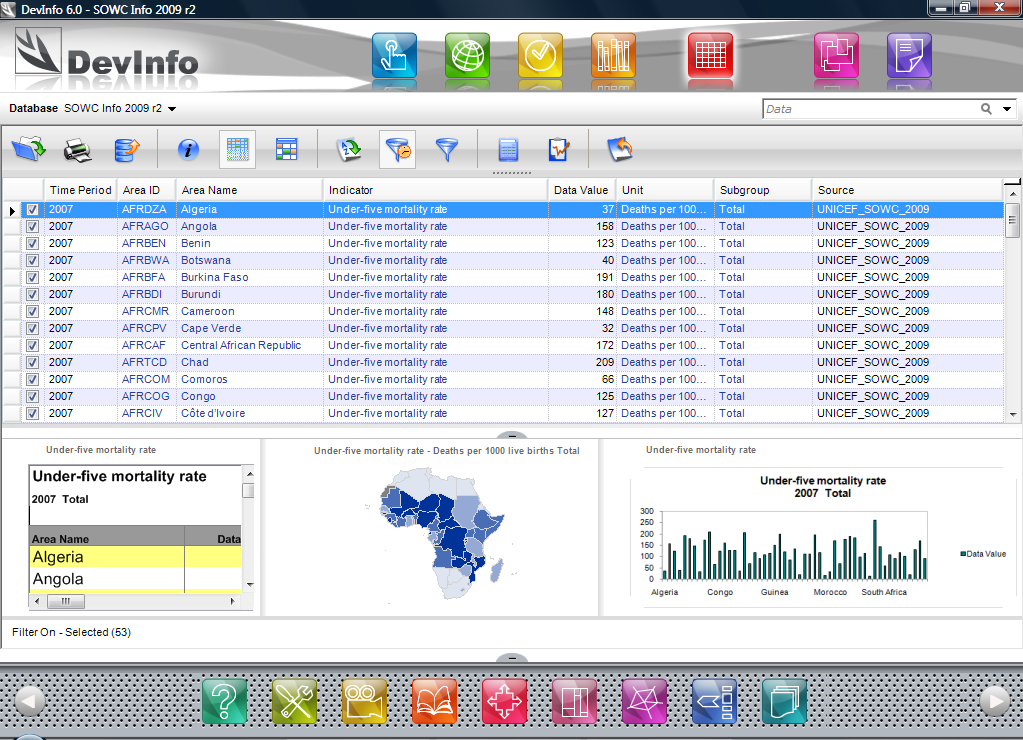 DevInfo 6.0 - SOWC Info 2009 r2
DevInfo
Database SOWC Info 2009 r2
Data
Time Period Area ID Area Name Indicator Data Value Unit Subgroup Source
2007 AFRDZA Algeria Under-five mortality rate 37 Deaths per 100... Total UNICEF_SOWC_2009
2007 AFRAGO Angola Under-five mortality rate 158 Deaths per 100... Total UNICEF_SOWC_2009
2007 AFRBEN Benin Under-five mortality rate 123 Deaths per 100... Total UNICEF_SOWC_2009
2007 AFRBWA Botswana Under-five mortality rate 40 Deaths per 100... Total UNICEF_SOWC_2009
2007 AFRBFA Burkina Faso Under-five mortality rate 191 Deaths per 100... Total UNICEF_SOWC_2009
2007 AFRBDI Burundi Under-five mortality rate 180 Deaths per 100... Total UNICEF_SOWC_2009
2007 AFRCMR Cameroon Under-five mortality rate 148 Deaths per 100... Total UNICEF_SOWC_2009
2007 AFRCPV Cape Verde Under-five mortality rate 32 Deaths per 100... Total UNICEF_SOWC_2009
2007 AFRCAF Central African Republic Under-five mortality rate 172 Deaths per 100... Total UNICEF_SOWC_2009
2007 AFRTCD Chad Under-five mortality rate 209 Deaths per 100... Total UNICEF_SOWC_2009
2007 AFRCOM Comoros Under-five mortality rate 66 Deaths per 100... Total UNICEF_SOWC_2009
2007 AFRCOG Congo Under-five mortality rate 125 Deaths per 100... Total UNICEF_SOWC_2009
2007 AFRCIV Côte d'Ivoire Under-five mortality rate 127 Deaths per 100... Total UNICEF_SOWC_2009
Under-five mortality rate
Under-five mortality rate
2007 Total
Area Name Data
Algeria
Angola
Under-five mortality rate - Deaths per 1000 live births Total
Under-five mortality rate
Under-five mortality rate
2007 Total
300
250
200
150
100
50
0
Algeria Congo Guinea Morocco South Africa
Data Value
Filter On - Selected (53)